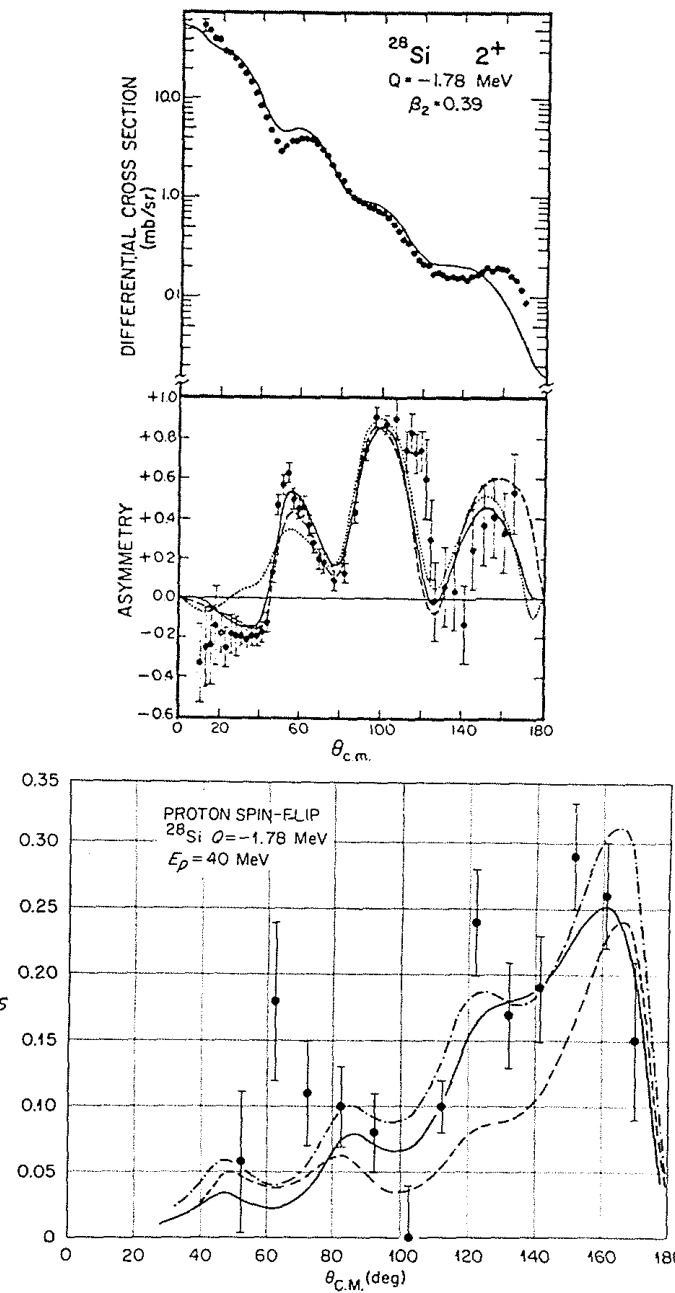 28Si 2+
Q = -1.78 MeV
β2 = 0.39
DIFFERENTIAL CROSS SECTION
(mb/sr)
10.0
1.0
0.1
ASYMMETRY
+1.0
+0.8
+0.6
+0.4
+0.2
0.0
-0.2
-0.4
-0.6
0 20 60 100 140 180
θc.m.
PROTON SPIN-FLIP
28Si Q=-1.78 MeV
Ep = 40 MeV
0.35
0.30
0.25
0.20
0.15
0.10
0.05
0
S
0 20 40 60 80 100 120 140 160 180
θC.M.(deg)